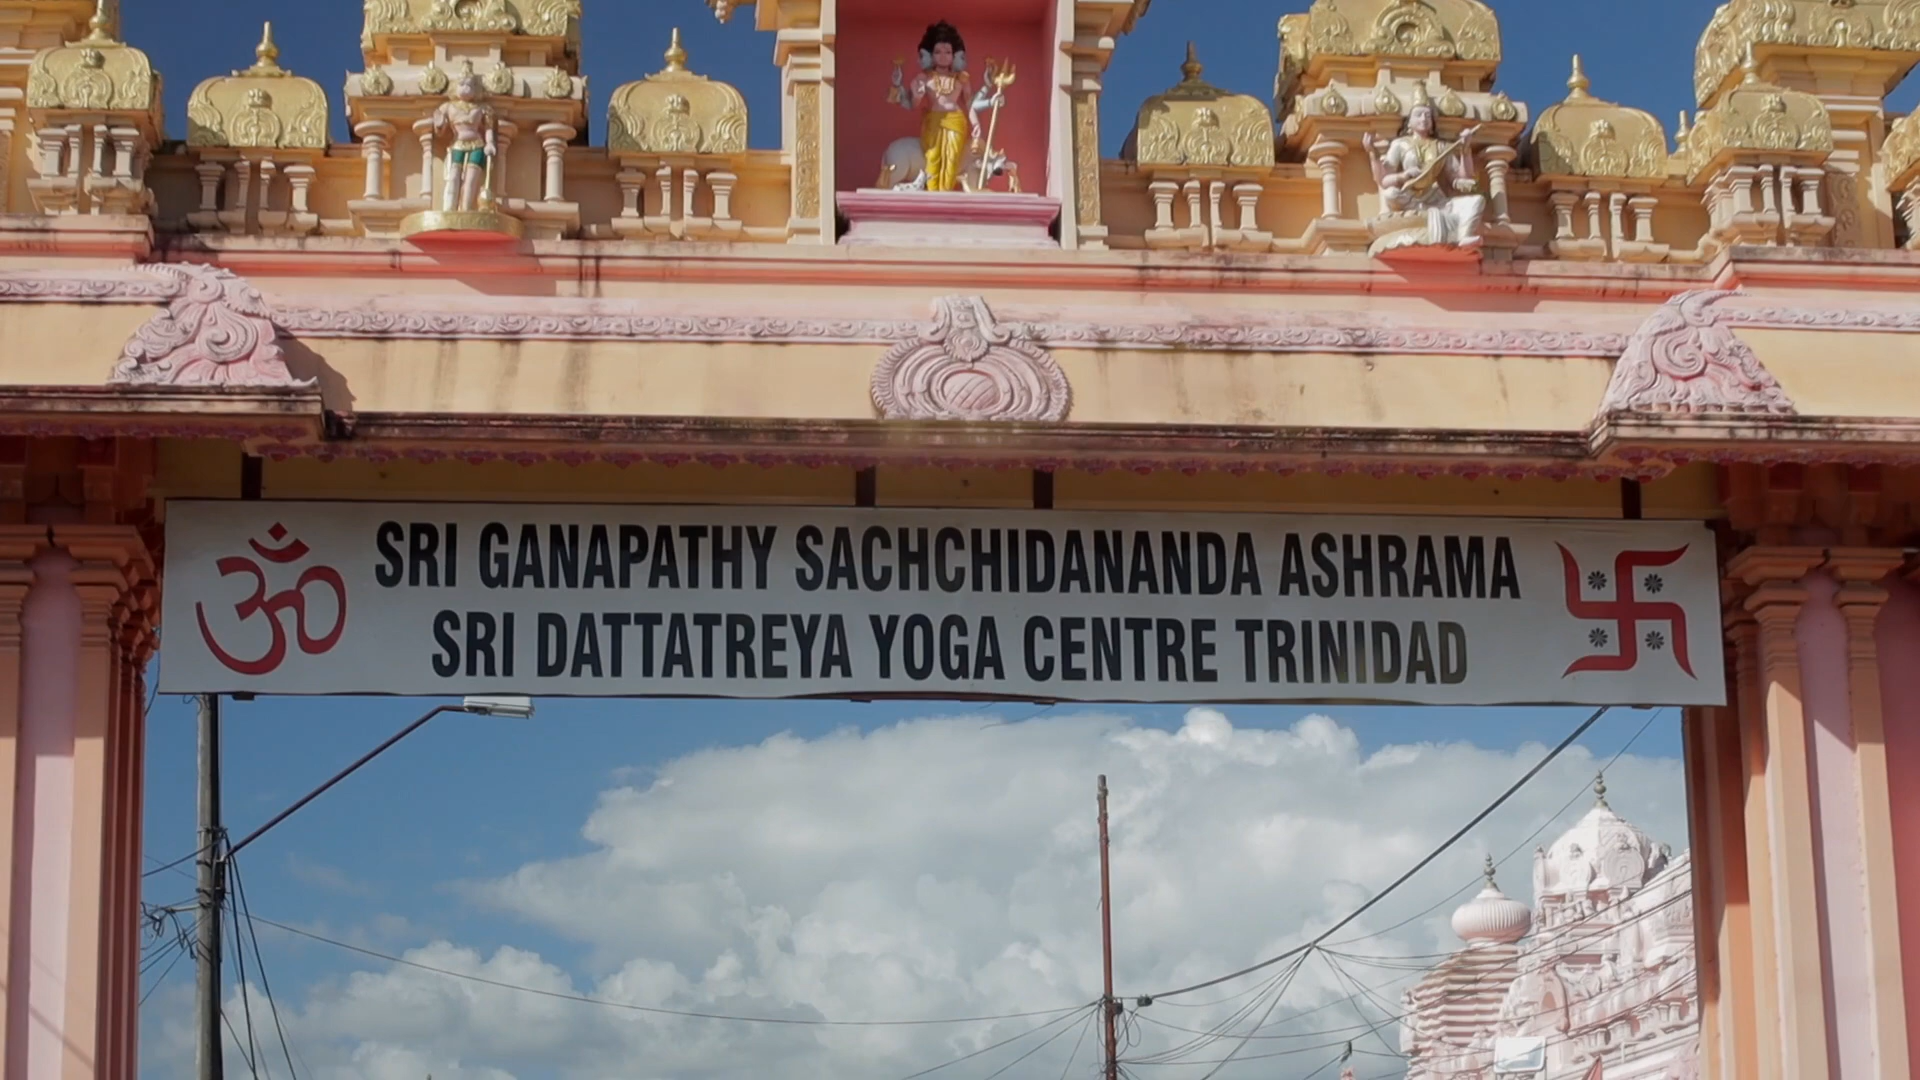 ॐ
SRI GANAPATHY SACHCHIDANANDA ASHRAMA
SRI DATTATREYA YOGA CENTRE TRINIDAD